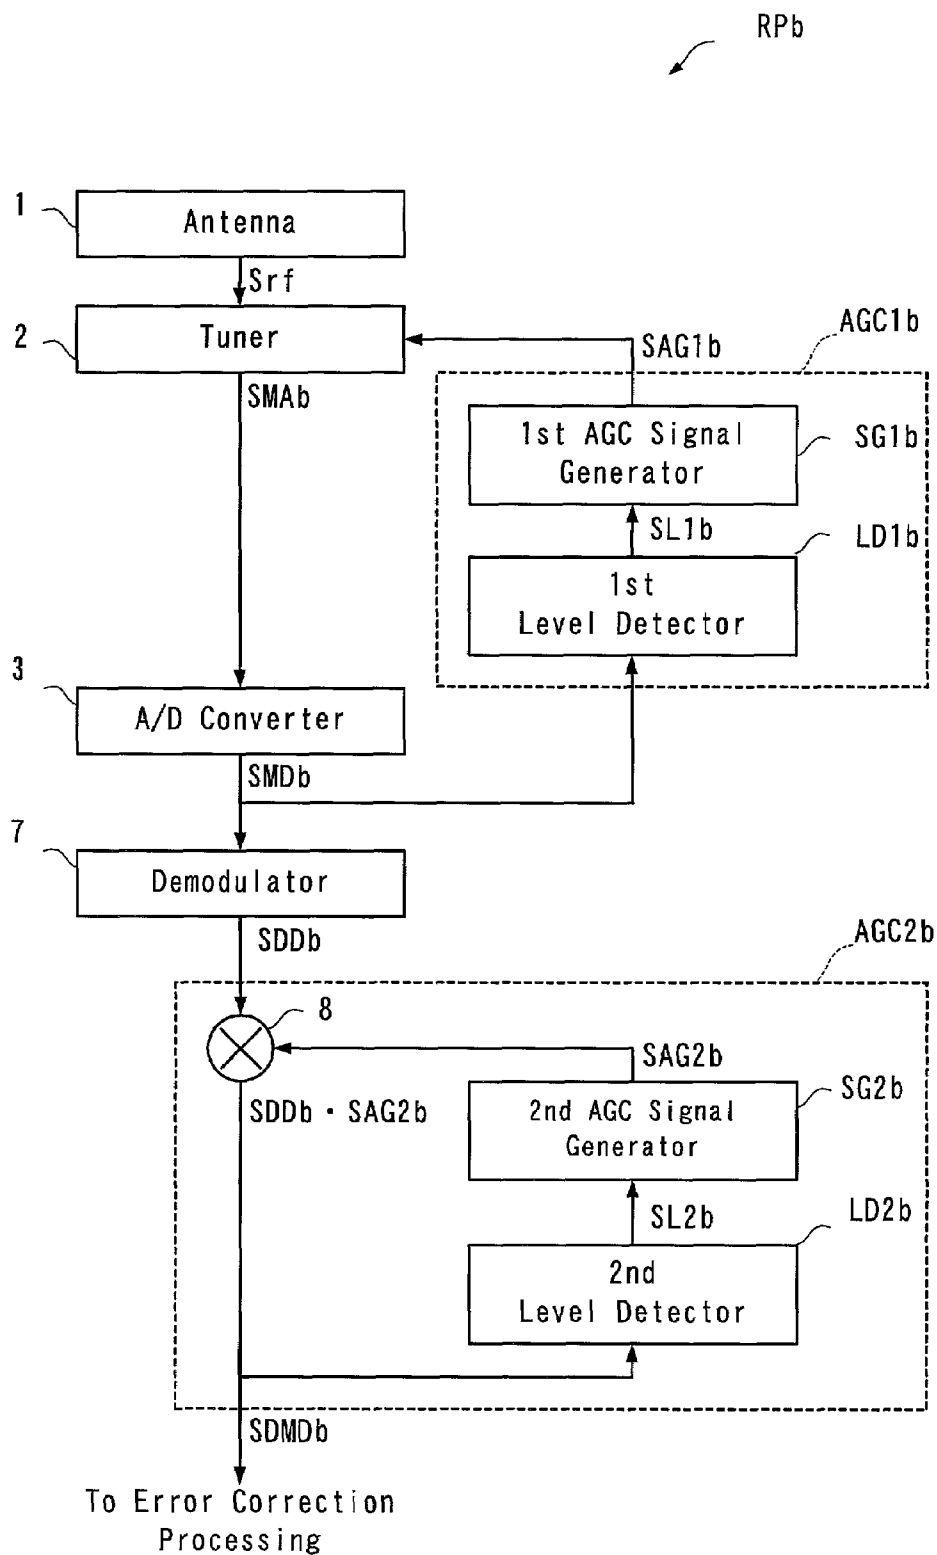 RPb
1
Antenna
Srf
2
Tuner
SMAb
SAG1b
AGC1b
1st AGC Signal
Generator
SG1b
SL1b
LD1b
1st
Level Detector
3
A/D Converter
SMDb
7
Demodulator
SDDb
AGC2b
8
SAG2b
SDDb・SAG2b
2nd AGC Signal
Generator
SG2b
SL2b
LD2b
2nd
Level Detector
SDMDb
To Error Correction
Processing